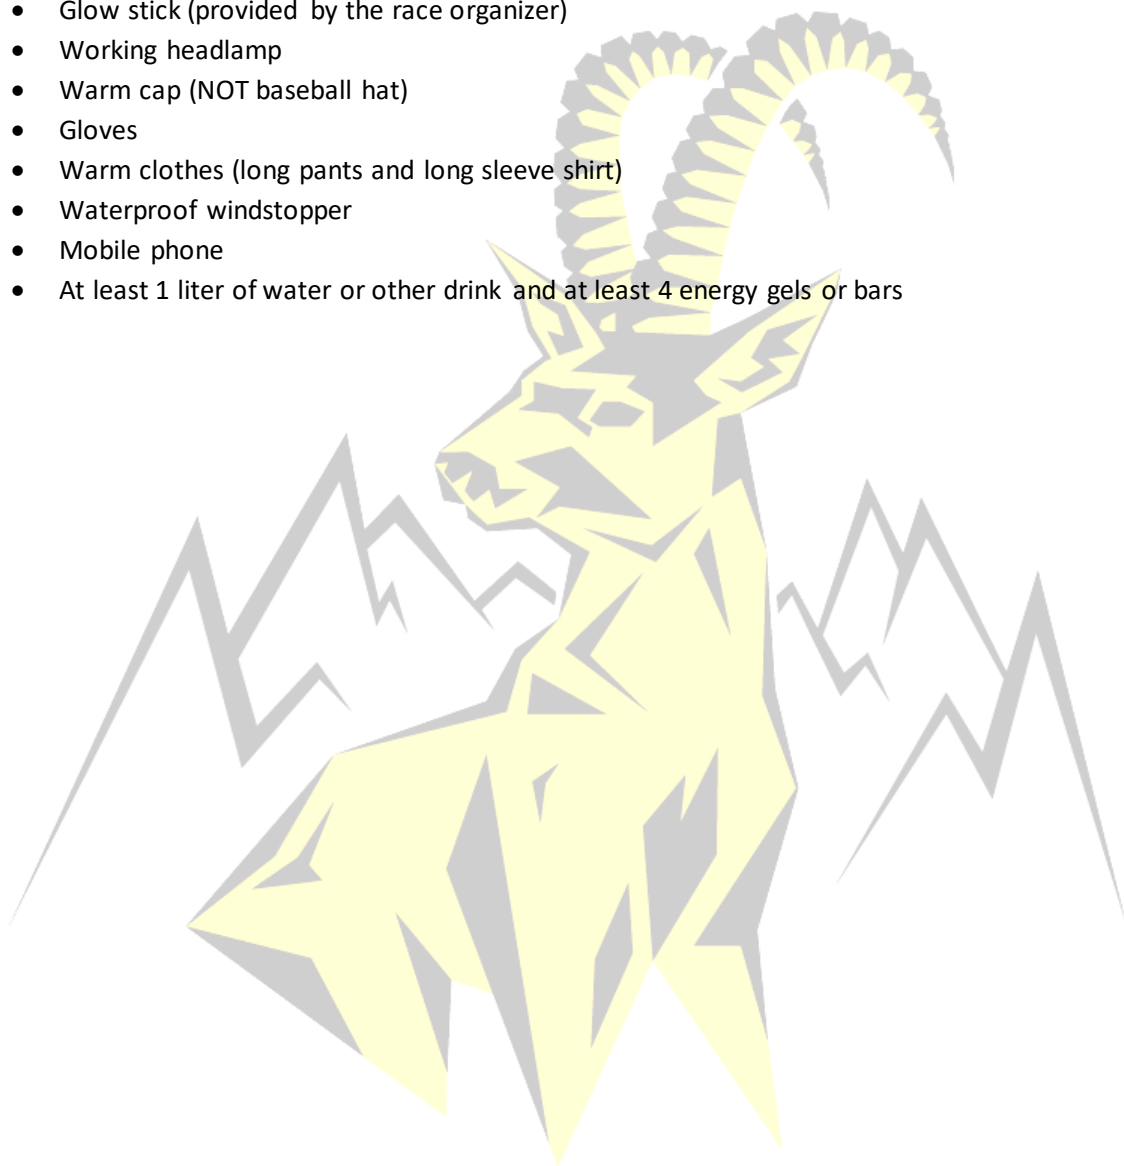 • Glow stick (provided by the race organizer)
• Working headlamp
• Warm cap (NOT baseball hat)
• Gloves
• Warm clothes (long pants and long sleeve shirt)
• Waterproof windstopper
• Mobile phone
• At least 1 liter of water or other drink and at least 4 energy gels or bars